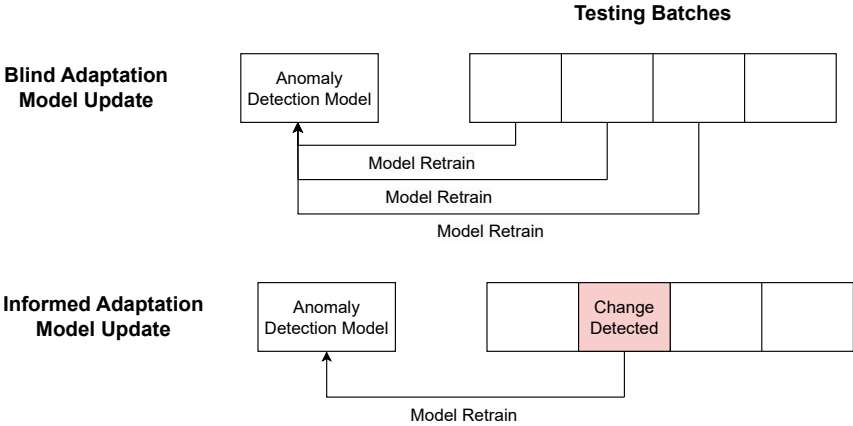 Testing Batches
Blind Adaptation
Model Update
Anomaly
Detection Model
Model Retrain
Model Retrain
Model Retrain
Informed Adaptation
Model Update
Anomaly
Detection Model
Change
Detected
Model Retrain